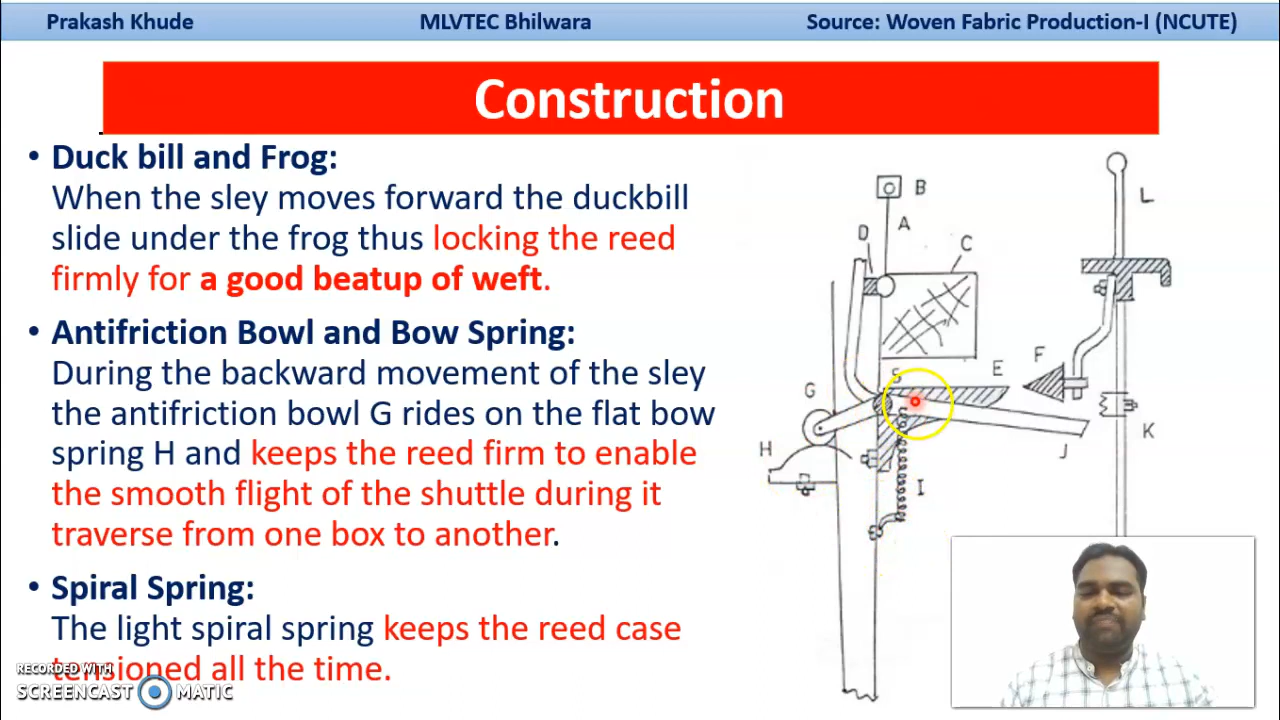 Prakash Khude
MLVTEC Bhilwara
Source: Woven Fabric Production-I (NCUTE)
Construction
• Duck bill and Frog:
When the sley moves forward the duckbill
slide under the frog thus locking the reed
firmly for a good beatup of weft.
• Antifriction Bowl and Bow Spring:
During the backward movement of the sley
the antifriction bowl G rides on the flat bow
spring H and keeps the reed firm to enable
the smooth flight of the shuttle during it
traverse from one box to another.
• Spiral Spring:
The light spiral spring keeps the reed case
tensioned all the time.
B
L
A
D
C
F
E
S
G
K
H
J
I
RECORDED WITH
SCREENCAST MATIC